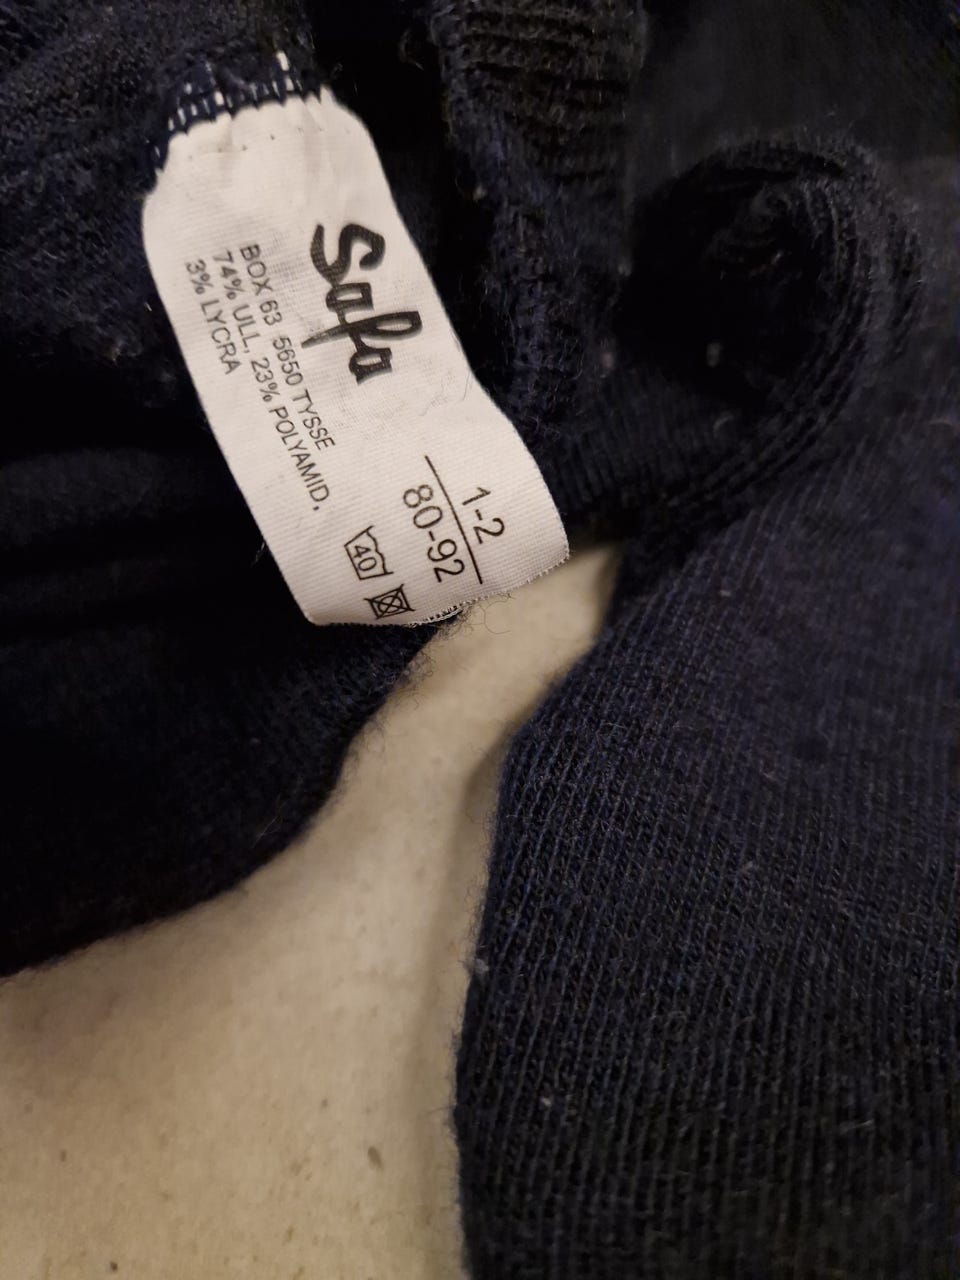 Safa
BOX 63 5650 TYSSE
74% ULL, 23% POLYAMID,
3% LYCRA
1-2
80-92
40